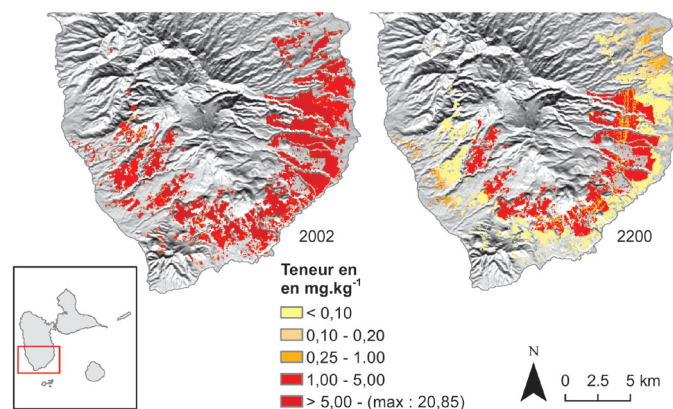 2002
2200
Teneur en
en mg.kg-1
< 0,10
0,10 - 0,20
0,25 - 1.00
1,00 - 5,00
> 5,00 - (max : 20,85)
N
0 2.5 5 km